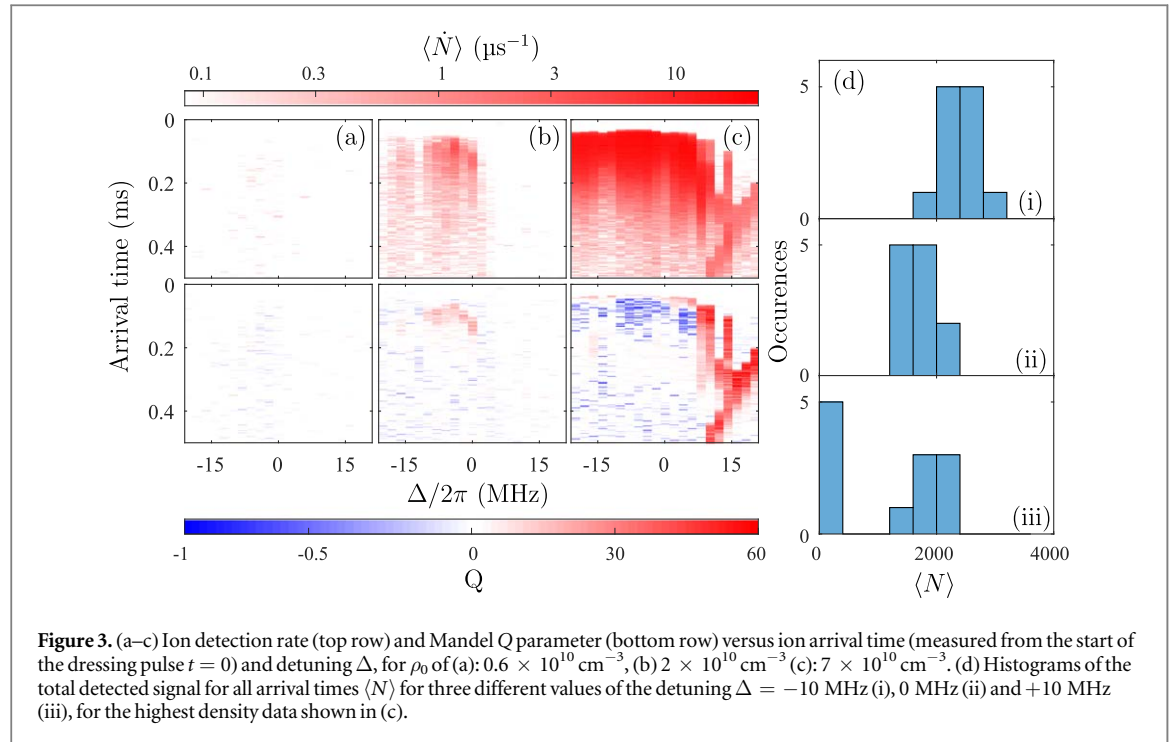 ⟨Ṅ⟩ (µs⁻¹)
0.1 0.3 1 3 10
(a) (b) (c) (d)
0
0.2
0.4
0
0.2
0.4
Arrival time (ms)
-15 0 15 -15 0 15 -15 0 15
Δ/2π (MHz)
-1 -0.5 0 30 60
Q
Occurences
5
0
(i)
5
0
(ii)
5
0
(iii)
0 2000 4000
⟨N⟩
Figure 3. (a–c) Ion detection rate (top row) and Mandel Q parameter (bottom row) versus ion arrival time (measured from the start of
the dressing pulse t = 0) and detuning Δ, for ρ₀ of (a): 0.6 × 10¹⁰ cm⁻³, (b) 2 × 10¹⁰ cm⁻³ (c): 7 × 10¹⁰ cm⁻³. (d) Histograms of the
total detected signal for all arrival times ⟨N⟩ for three different values of the detuning Δ = −10 MHz (i), 0 MHz (ii) and +10 MHz
(iii), for the highest density data shown in (c).